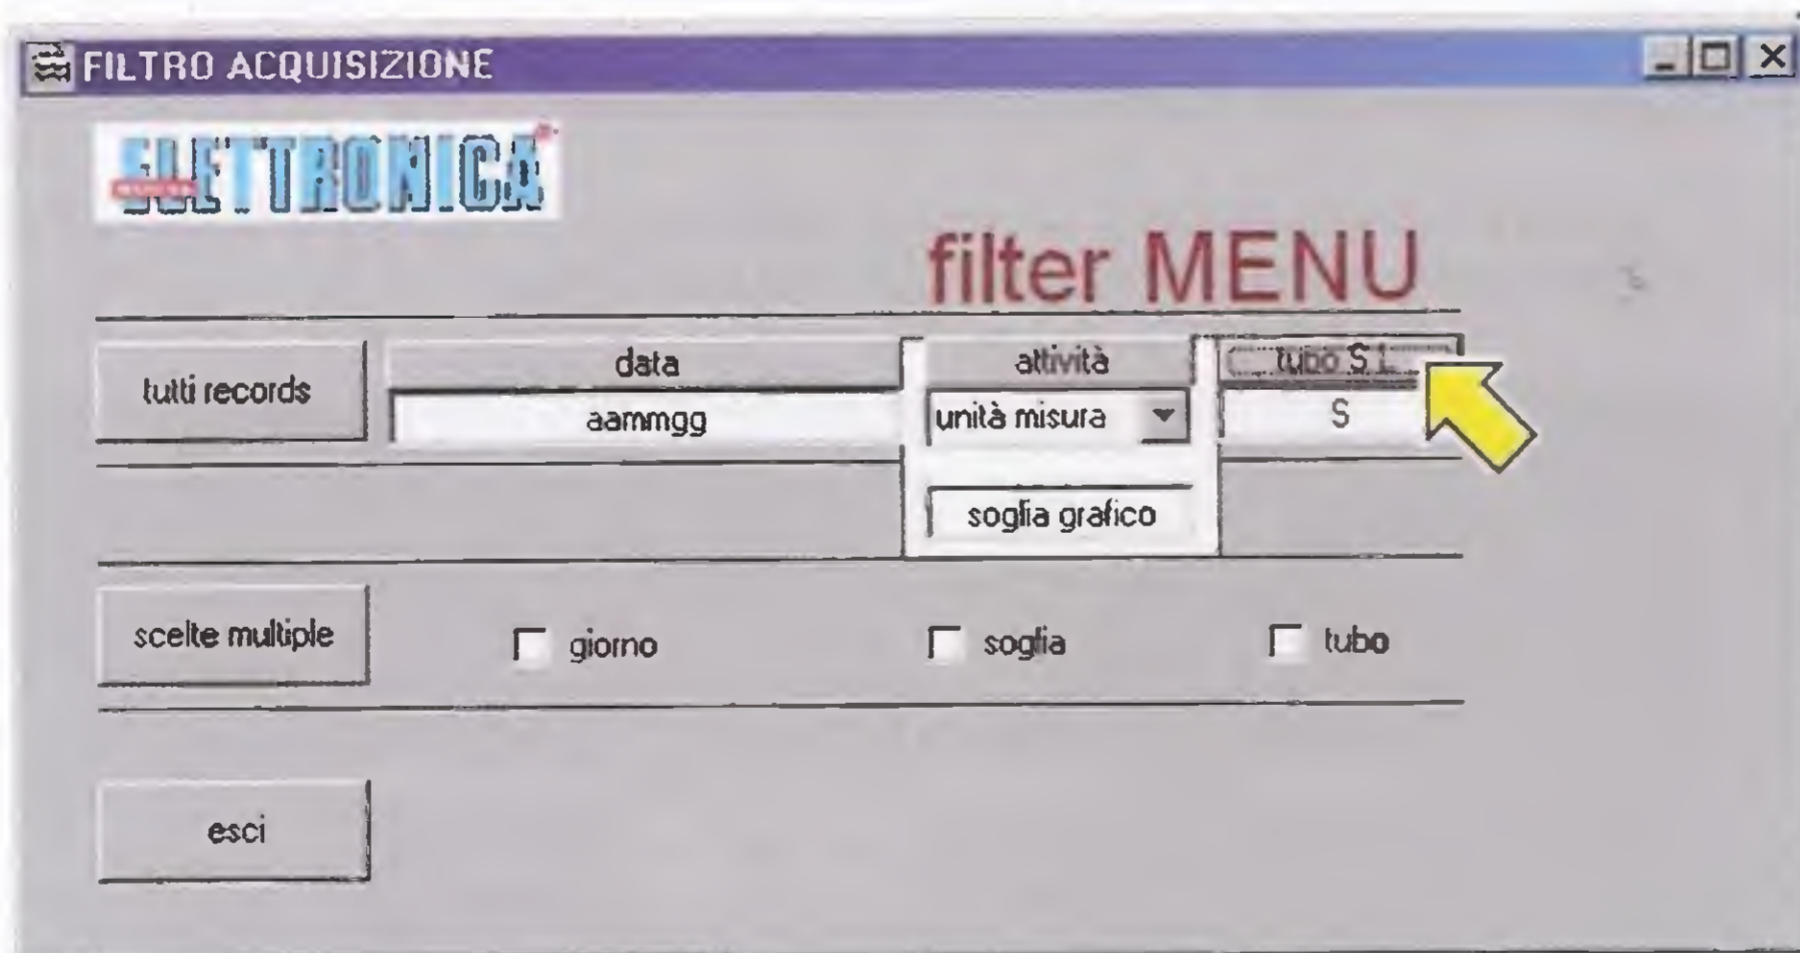 FILTRO ACQUISIZIONE
ELETTRONICA
filter MENU
tutti records
data
attività
tubo S L
aammgg
unità misura
S
soglia grafico
scelte multiple
giorno
soglia
tubo
esci